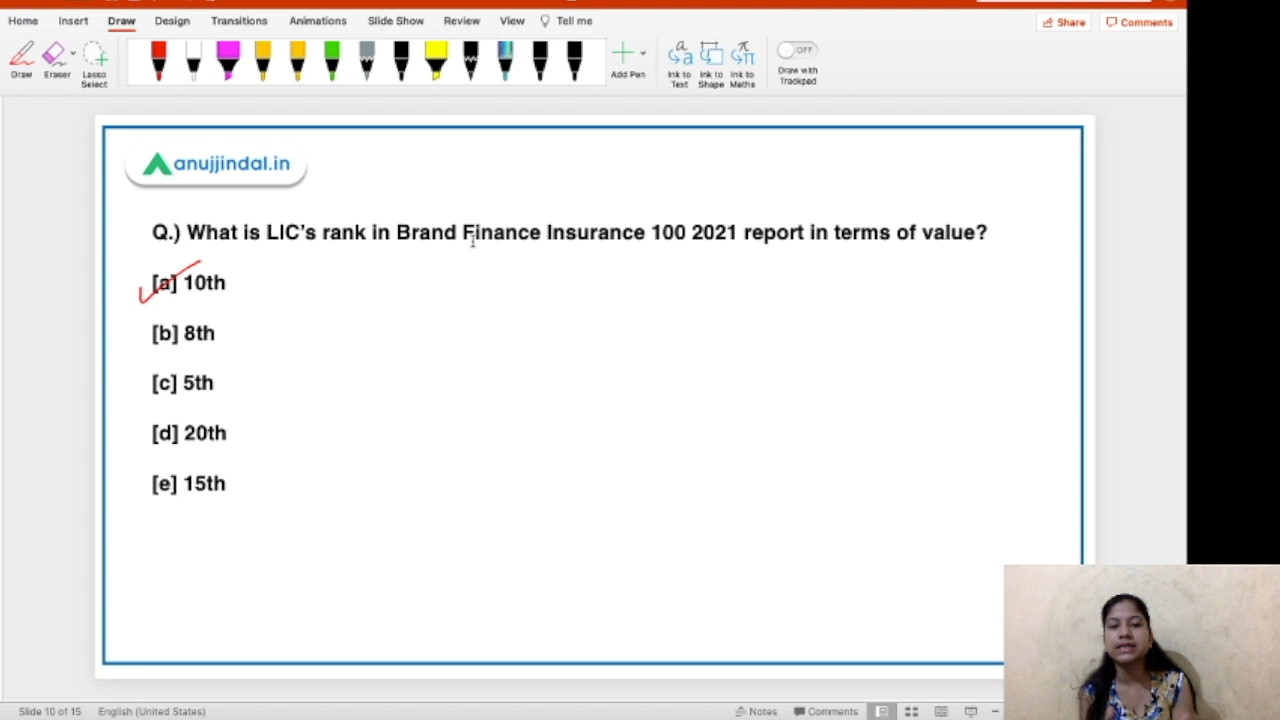 Home Insert Draw Design Transitions Animations Slide Show Review View Tell me Share Comments
Draw Eraser Lasso Select Add Pen Ink to Text Ink to Shape Ink to Maths OFF Draw with Trackpad
anujjindal.in
Q.) What is LIC's rank in Brand Finance Insurance 100 2021 report in terms of value?
[a] 10th
[b] 8th
[c] 5th
[d] 20th
[e] 15th
Slide 10 of 15 English (United States) Notes Comments